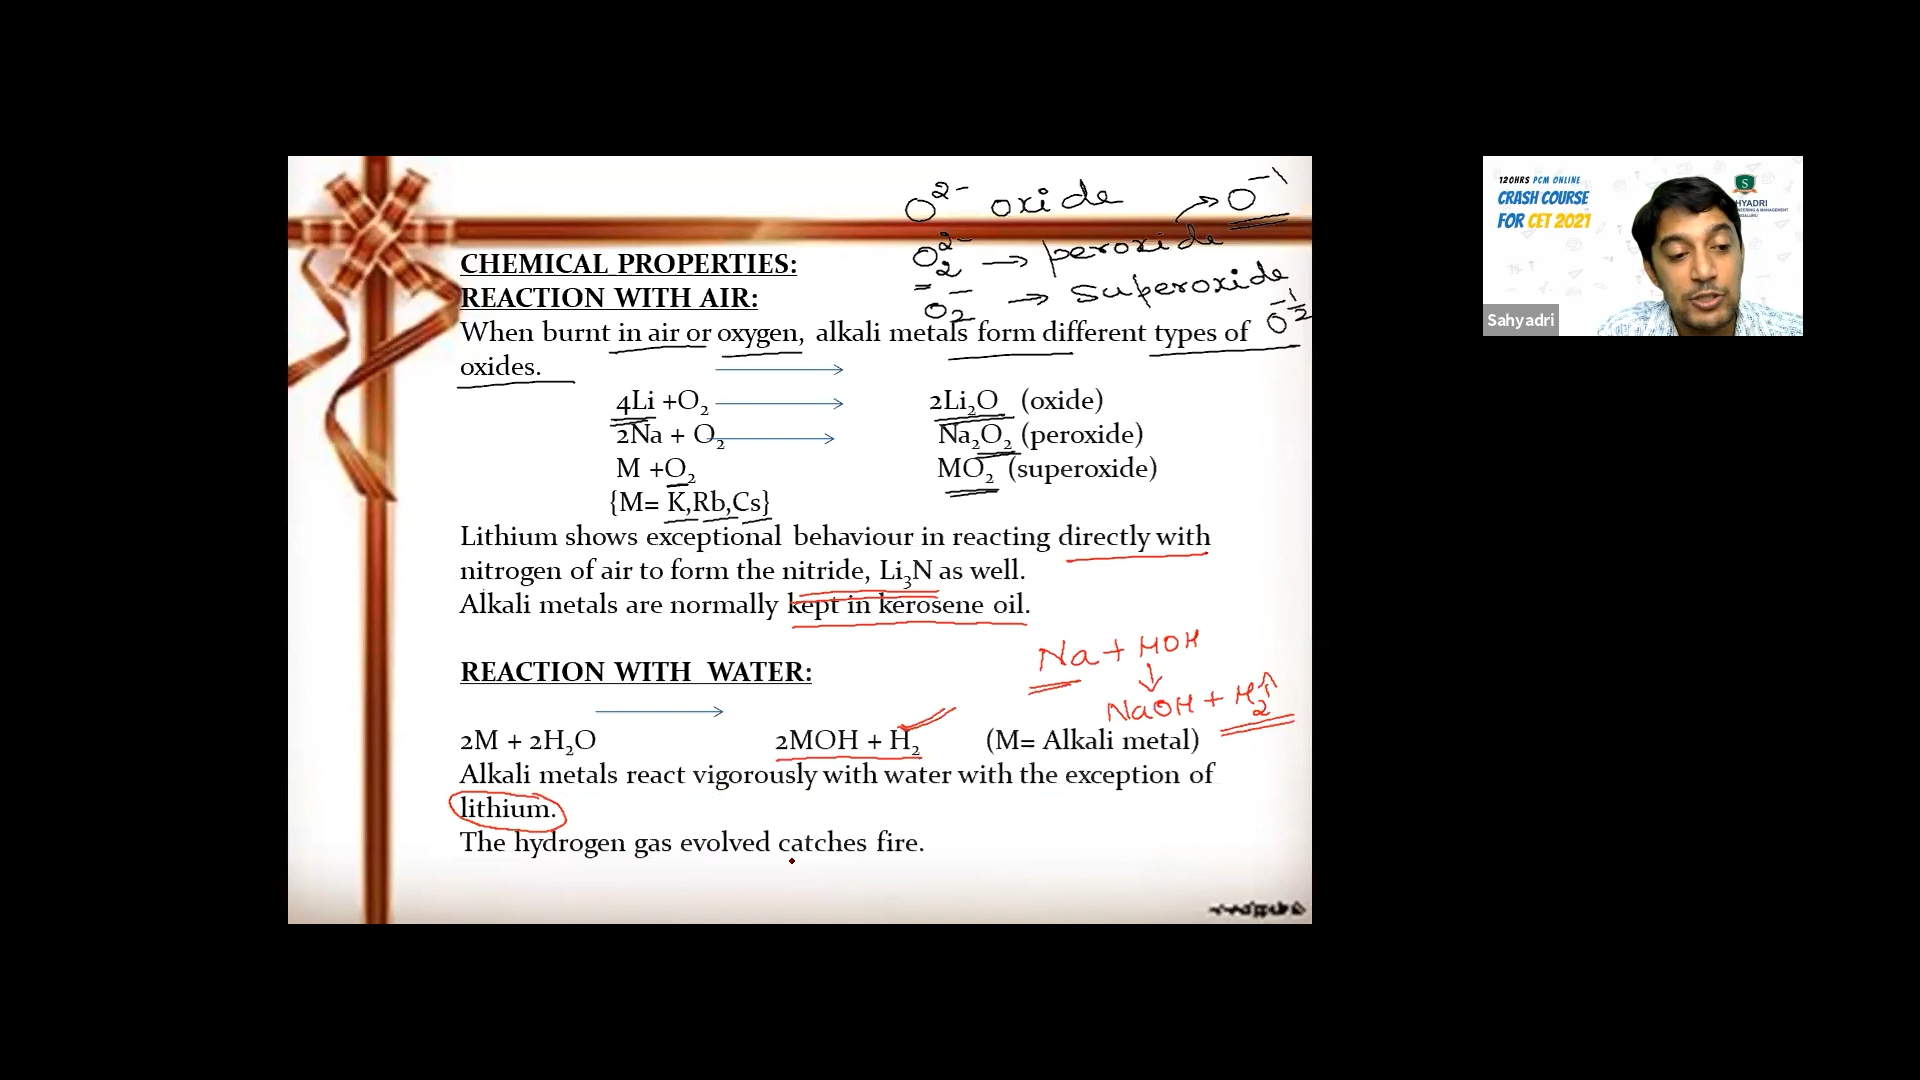 O²⁻ oxide → O⁻¹
O₂²⁻ → peroxide
O₂⁻ → superoxide
O⁻¹/²
CHEMICAL PROPERTIES:
REACTION WITH AIR:
When burnt in air or oxygen, alkali metals form different types of
oxides.
4Li +O₂ → 2Li₂O (oxide)
2Na + O₂ → Na₂O₂ (peroxide)
M +O₂ MO₂ (superoxide)
{M= K,Rb,Cs}
Lithium shows exceptional behaviour in reacting directly with
nitrogen of air to form the nitride, Li₃N as well.
Alkali metals are normally kept in kerosene oil.
Na + HOH
↓
NaOH + H₂↑
REACTION WITH WATER:
→
2M + 2H₂O 2MOH + H₂ (M= Alkali metal)
Alkali metals react vigorously with water with the exception of
lithium.
The hydrogen gas evolved catches fire.
120HRS PCM ONLINE
CRASH COURSE
FOR CET 2021
S
HYADRI
Sahyadri